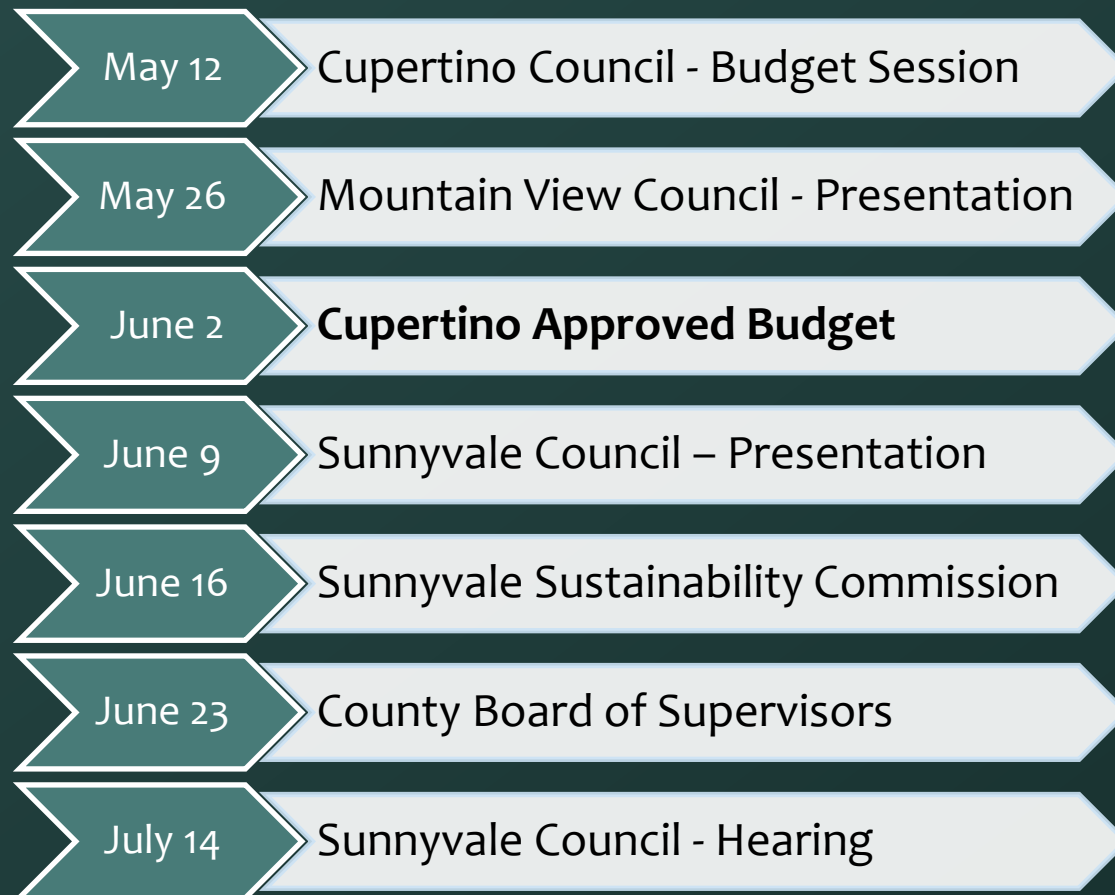 May 12
Cupertino Council - Budget Session
May 26
Mountain View Council - Presentation
June 2
Cupertino Approved Budget
June 9
Sunnyvale Council – Presentation
June 16
Sunnyvale Sustainability Commission
June 23
County Board of Supervisors
July 14
Sunnyvale Council - Hearing